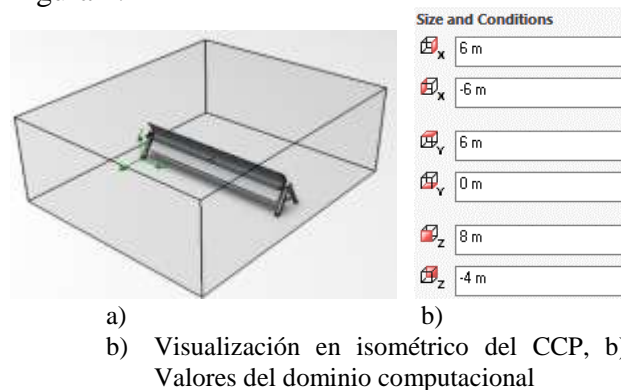 Size and Conditions
X 6 m
X -6 m
Y 6 m
Y 0 m
Z 8 m
Z -4 m
a) b)
b) Visualización en isométrico del CCP, b)
Valores del dominio computacional